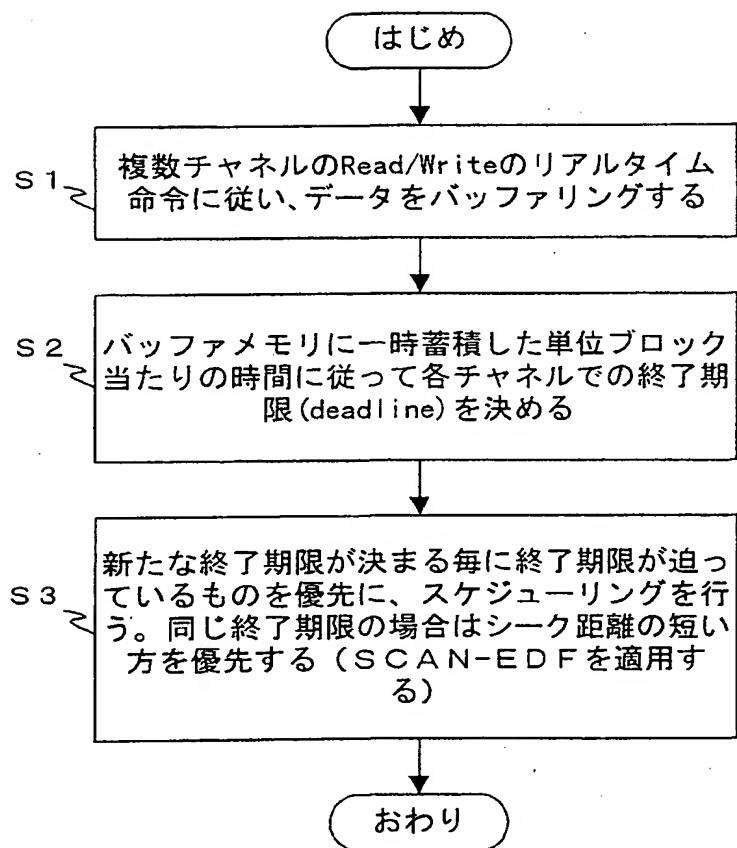 はじめ
S1
複数チャネルのRead/Writeのリアルタイム
命令に従い、データをバッファリングする
S2
バッファメモリに一時蓄積した単位ブロック
当たりの時間に従って各チャネルでの終了期
限(deadline)を決める
S3
新たな終了期限が決まる毎に終了期限が迫っ
ているものを優先に、スケジューリングを行
う。同じ終了期限の場合はシーク距離の短い
方を優先する（SCAN-EDFを適用す
る）
おわり